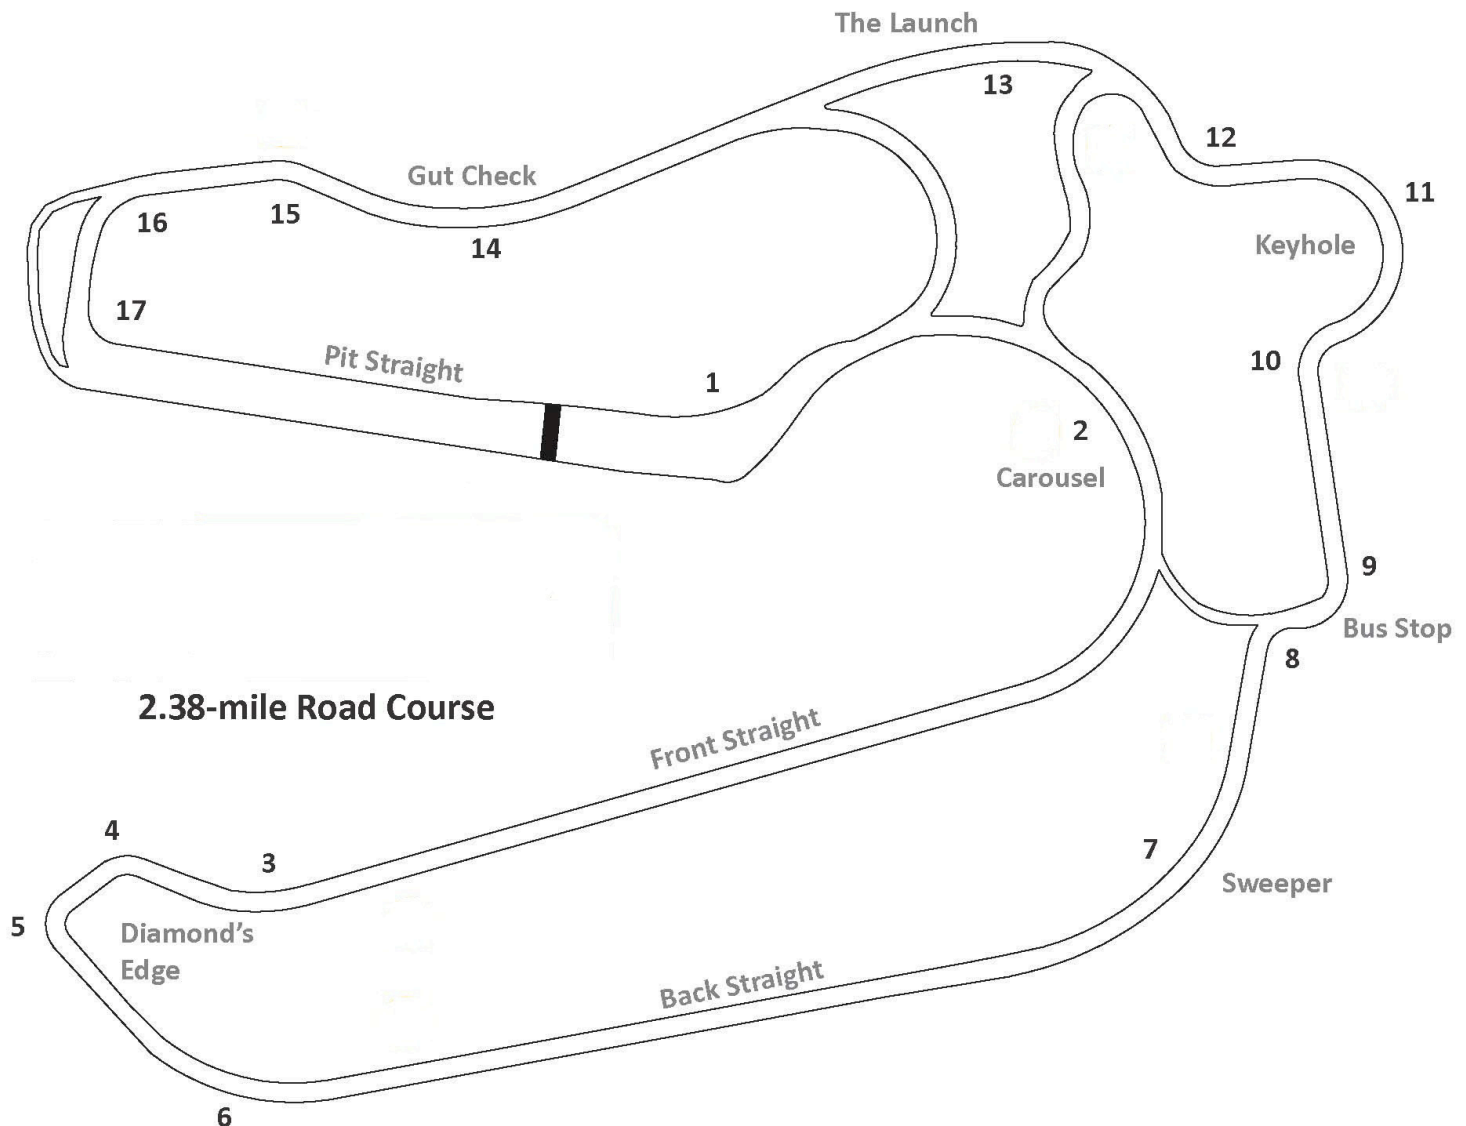 The Launch
13
12
Gut Check
11
16
15
14
Keyhole
17
Pit Straight
1
10
2
Carousel
9
Bus Stop
8
2.38-mile Road Course
Front Straight
4
3
7
Sweeper
5
Diamond’s
Edge
Back Straight
6